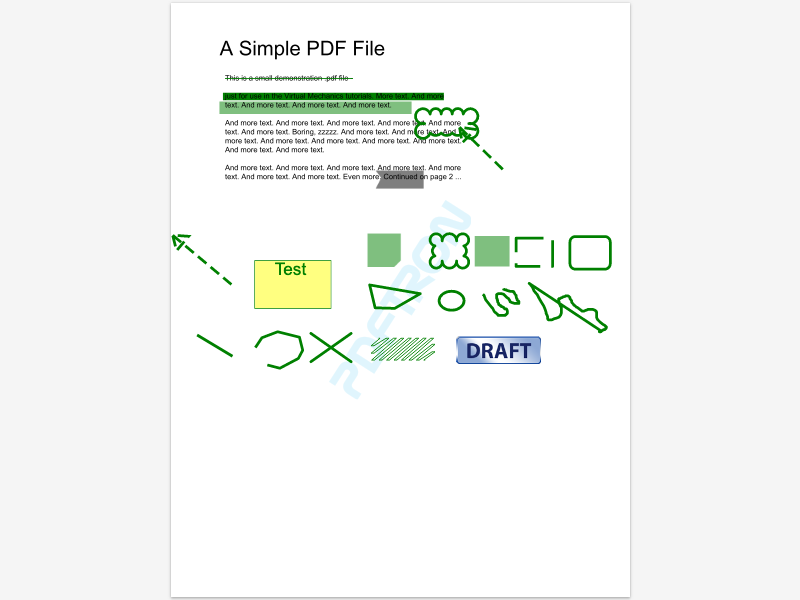 A Simple PDF File
This is a small demonstration .pdf file -
just for use in the Virtual Mechanics tutorials. More text. And more
text. And more text. And more text. And more text.
And more text. And more text. And more text. And more text. And more
text. And more text. Boring, zzzzz. And more text. And more text. And
more text. And more text. And more text. And more text. And more text.
And more text. And more text.
And more text. And more text. And more text. And more text. And more
text. And more text. And more text. Even more. Continued on page 2 ...
Test
PDFTRON
DRAFT